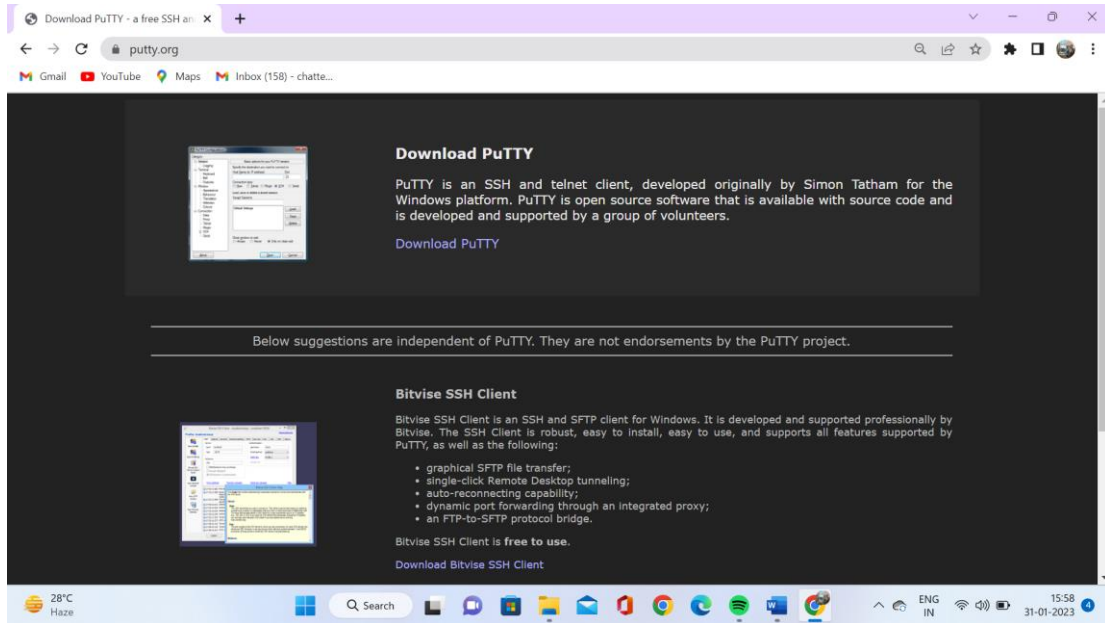 Download PuTTY - a free SSH an
putty.org
Gmail
YouTube
Maps
Inbox (158) - chatte...
Download PuTTY
PuTTY is an SSH and telnet client, developed originally by Simon Tatham for the
Windows platform. PuTTY is open source software that is available with source code and
is developed and supported by a group of volunteers.
Download PuTTY
Below suggestions are independent of PuTTY. They are not endorsements by the PuTTY project.
Bitvise SSH Client
Bitvise SSH Client is an SSH and SFTP client for Windows. It is developed and supported professionally by
Bitvise. The SSH Client is robust, easy to install, easy to use, and supports all features supported by
PuTTY, as well as the following:
• graphical SFTP file transfer;
• single-click Remote Desktop tunneling;
• auto-reconnecting capability;
• dynamic port forwarding through an integrated proxy;
• an FTP-to-SFTP protocol bridge.
Bitvise SSH Client is free to use.
Download Bitvise SSH Client
28°C
Haze
Search
ENG
IN
15:58
31-01-2023
4